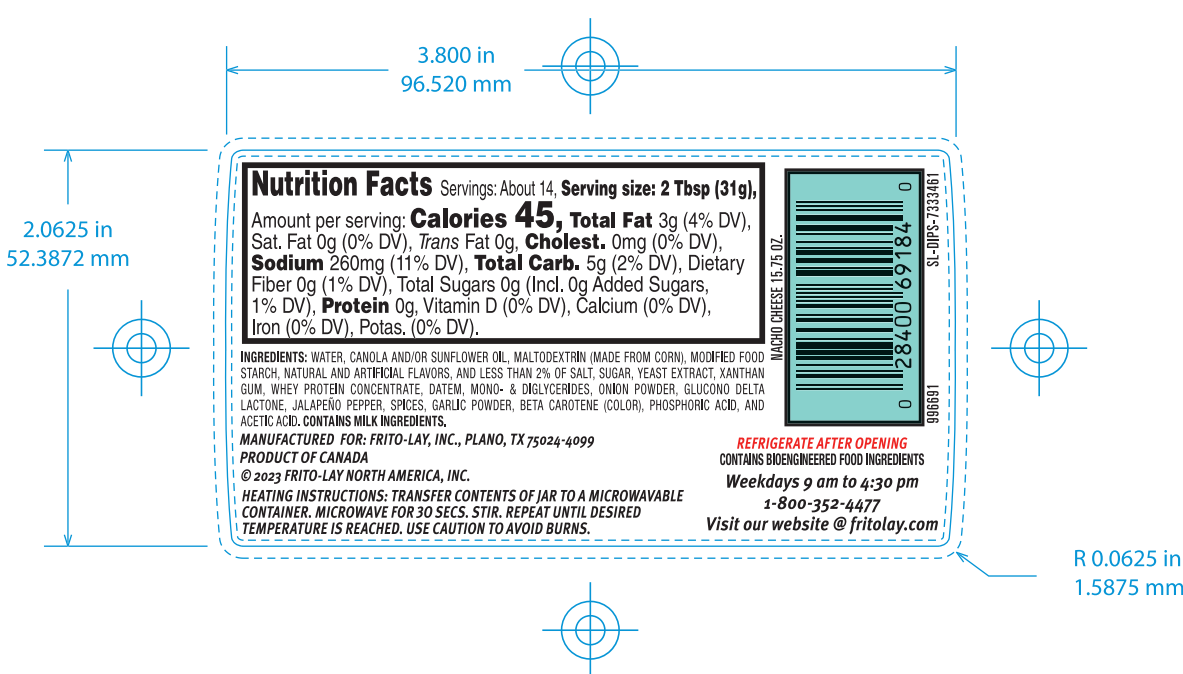 3.800 in
96.520 mm
2.0625 in
52.3872 mm
Nutrition Facts Servings: About 14, Serving size: 2 Tbsp (31g),
Amount per serving: Calories 45, Total Fat 3g (4% DV),
Sat. Fat 0g (0% DV), Trans Fat 0g, Cholest. 0mg (0% DV),
Sodium 260mg (11% DV), Total Carb. 5g (2% DV), Dietary
Fiber 0g (1% DV), Total Sugars 0g (Incl. 0g Added Sugars,
1% DV), Protein 0g, Vitamin D (0% DV), Calcium (0% DV),
Iron (0% DV), Potas. (0% DV).
INGREDIENTS: WATER, CANOLA AND/OR SUNFLOWER OIL, MALTODEXTRIN (MADE FROM CORN), MODIFIED FOOD
STARCH, NATURAL AND ARTIFICIAL FLAVORS, AND LESS THAN 2% OF SALT, SUGAR, YEAST EXTRACT, XANTHAN
GUM, WHEY PROTEIN CONCENTRATE, DATEM, MONO- & DIGLYCERIDES, ONION POWDER, GLUCONO DELTA
LACTONE, JALAPEÑO PEPPER, SPICES, GARLIC POWDER, BETA CAROTENE (COLOR), PHOSPHORIC ACID, AND
ACETIC ACID. CONTAINS MILK INGREDIENTS.
MANUFACTURED FOR: FRITO-LAY, INC., PLANO, TX 75024-4099
PRODUCT OF CANADA
© 2023 FRITO-LAY NORTH AMERICA, INC.
HEATING INSTRUCTIONS: TRANSFER CONTENTS OF JAR TO A MICROWAVABLE
CONTAINER. MICROWAVE FOR 30 SECS. STIR. REPEAT UNTIL DESIRED
TEMPERATURE IS REACHED. USE CAUTION TO AVOID BURNS.
NACHO CHEESE 15.75 OZ.
0 28400 69184 0
996691
SL-DIPS-7333461
REFRIGERATE AFTER OPENING
CONTAINS BIOENGINEERED FOOD INGREDIENTS
Weekdays 9 am to 4:30 pm
1-800-352-4477
Visit our website @ fritolay.com
R 0.0625 in
1.5875 mm